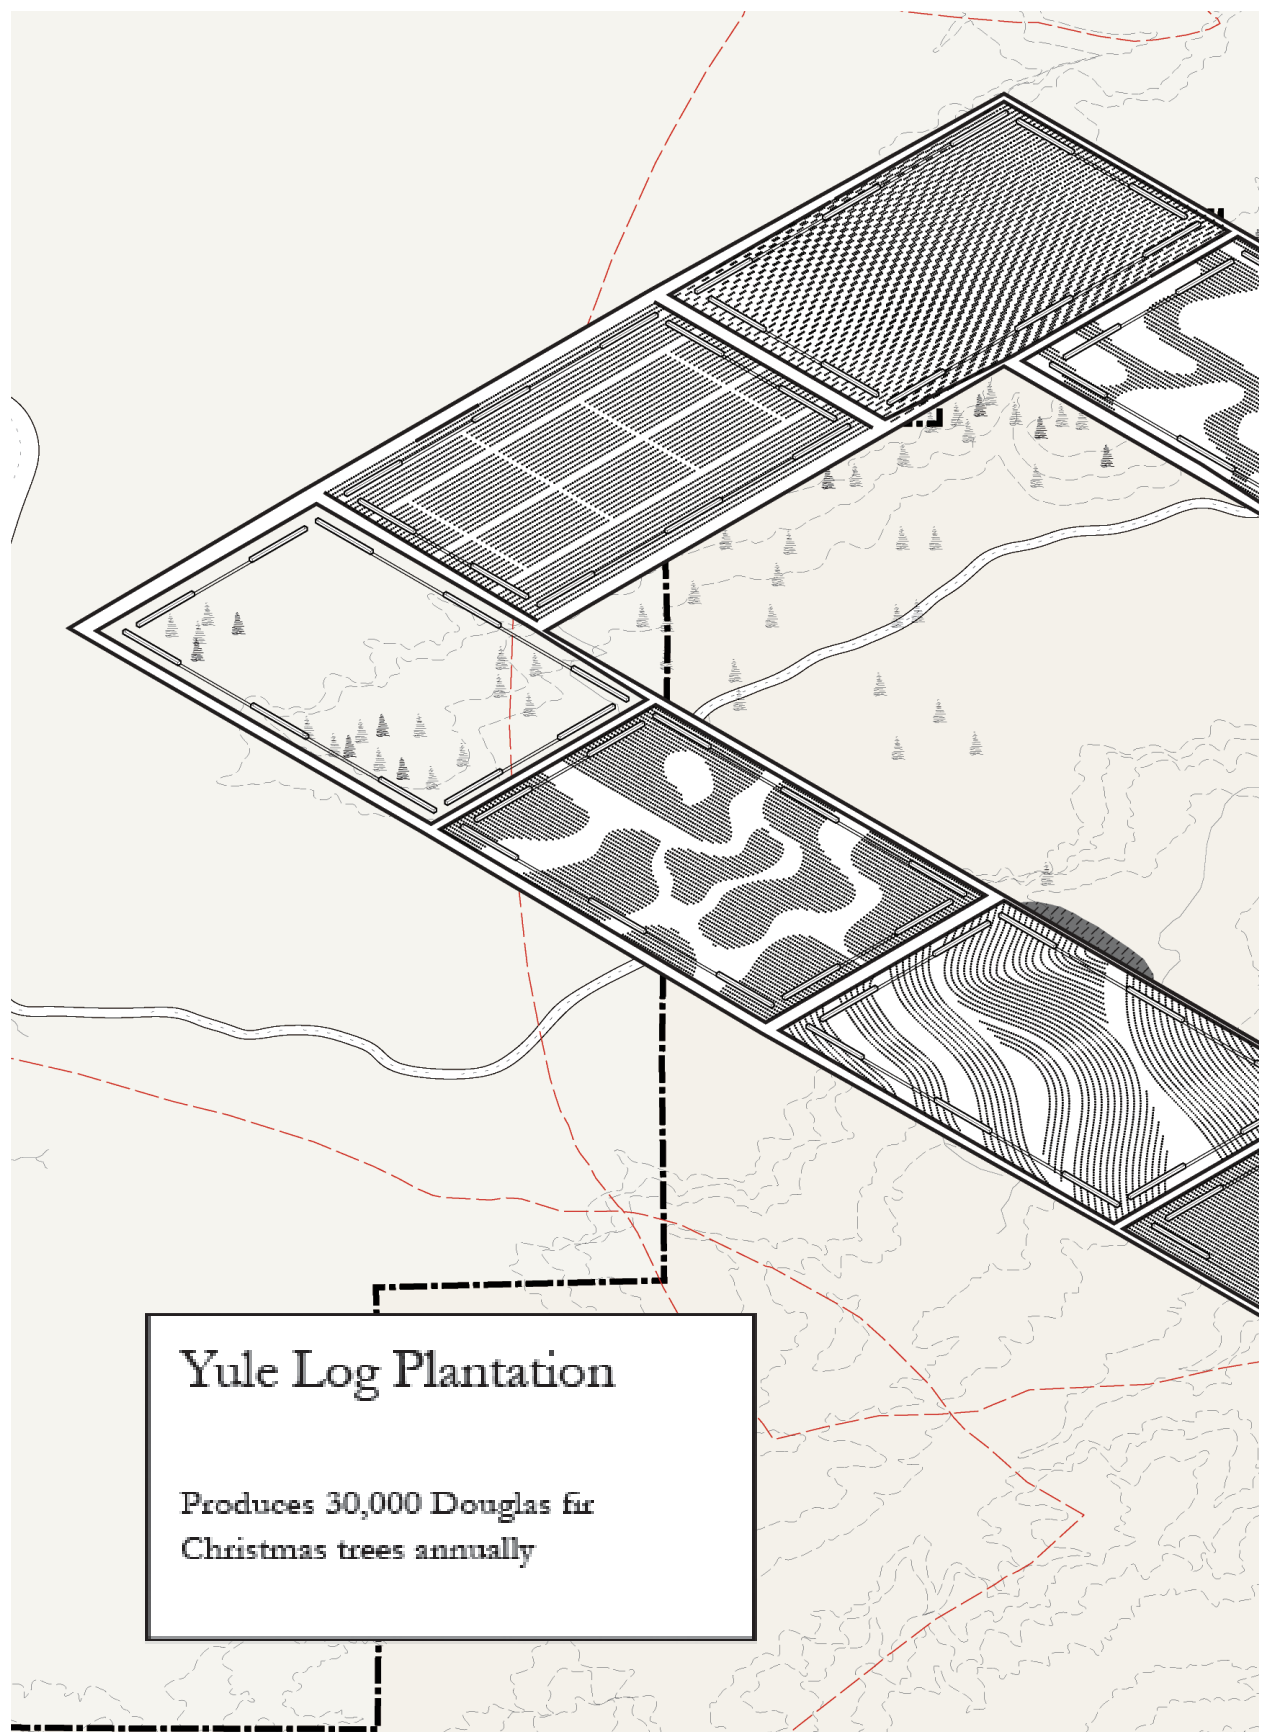 Yule Log Plantation
Produces 30,000 Douglas fir
Christmas trees annually